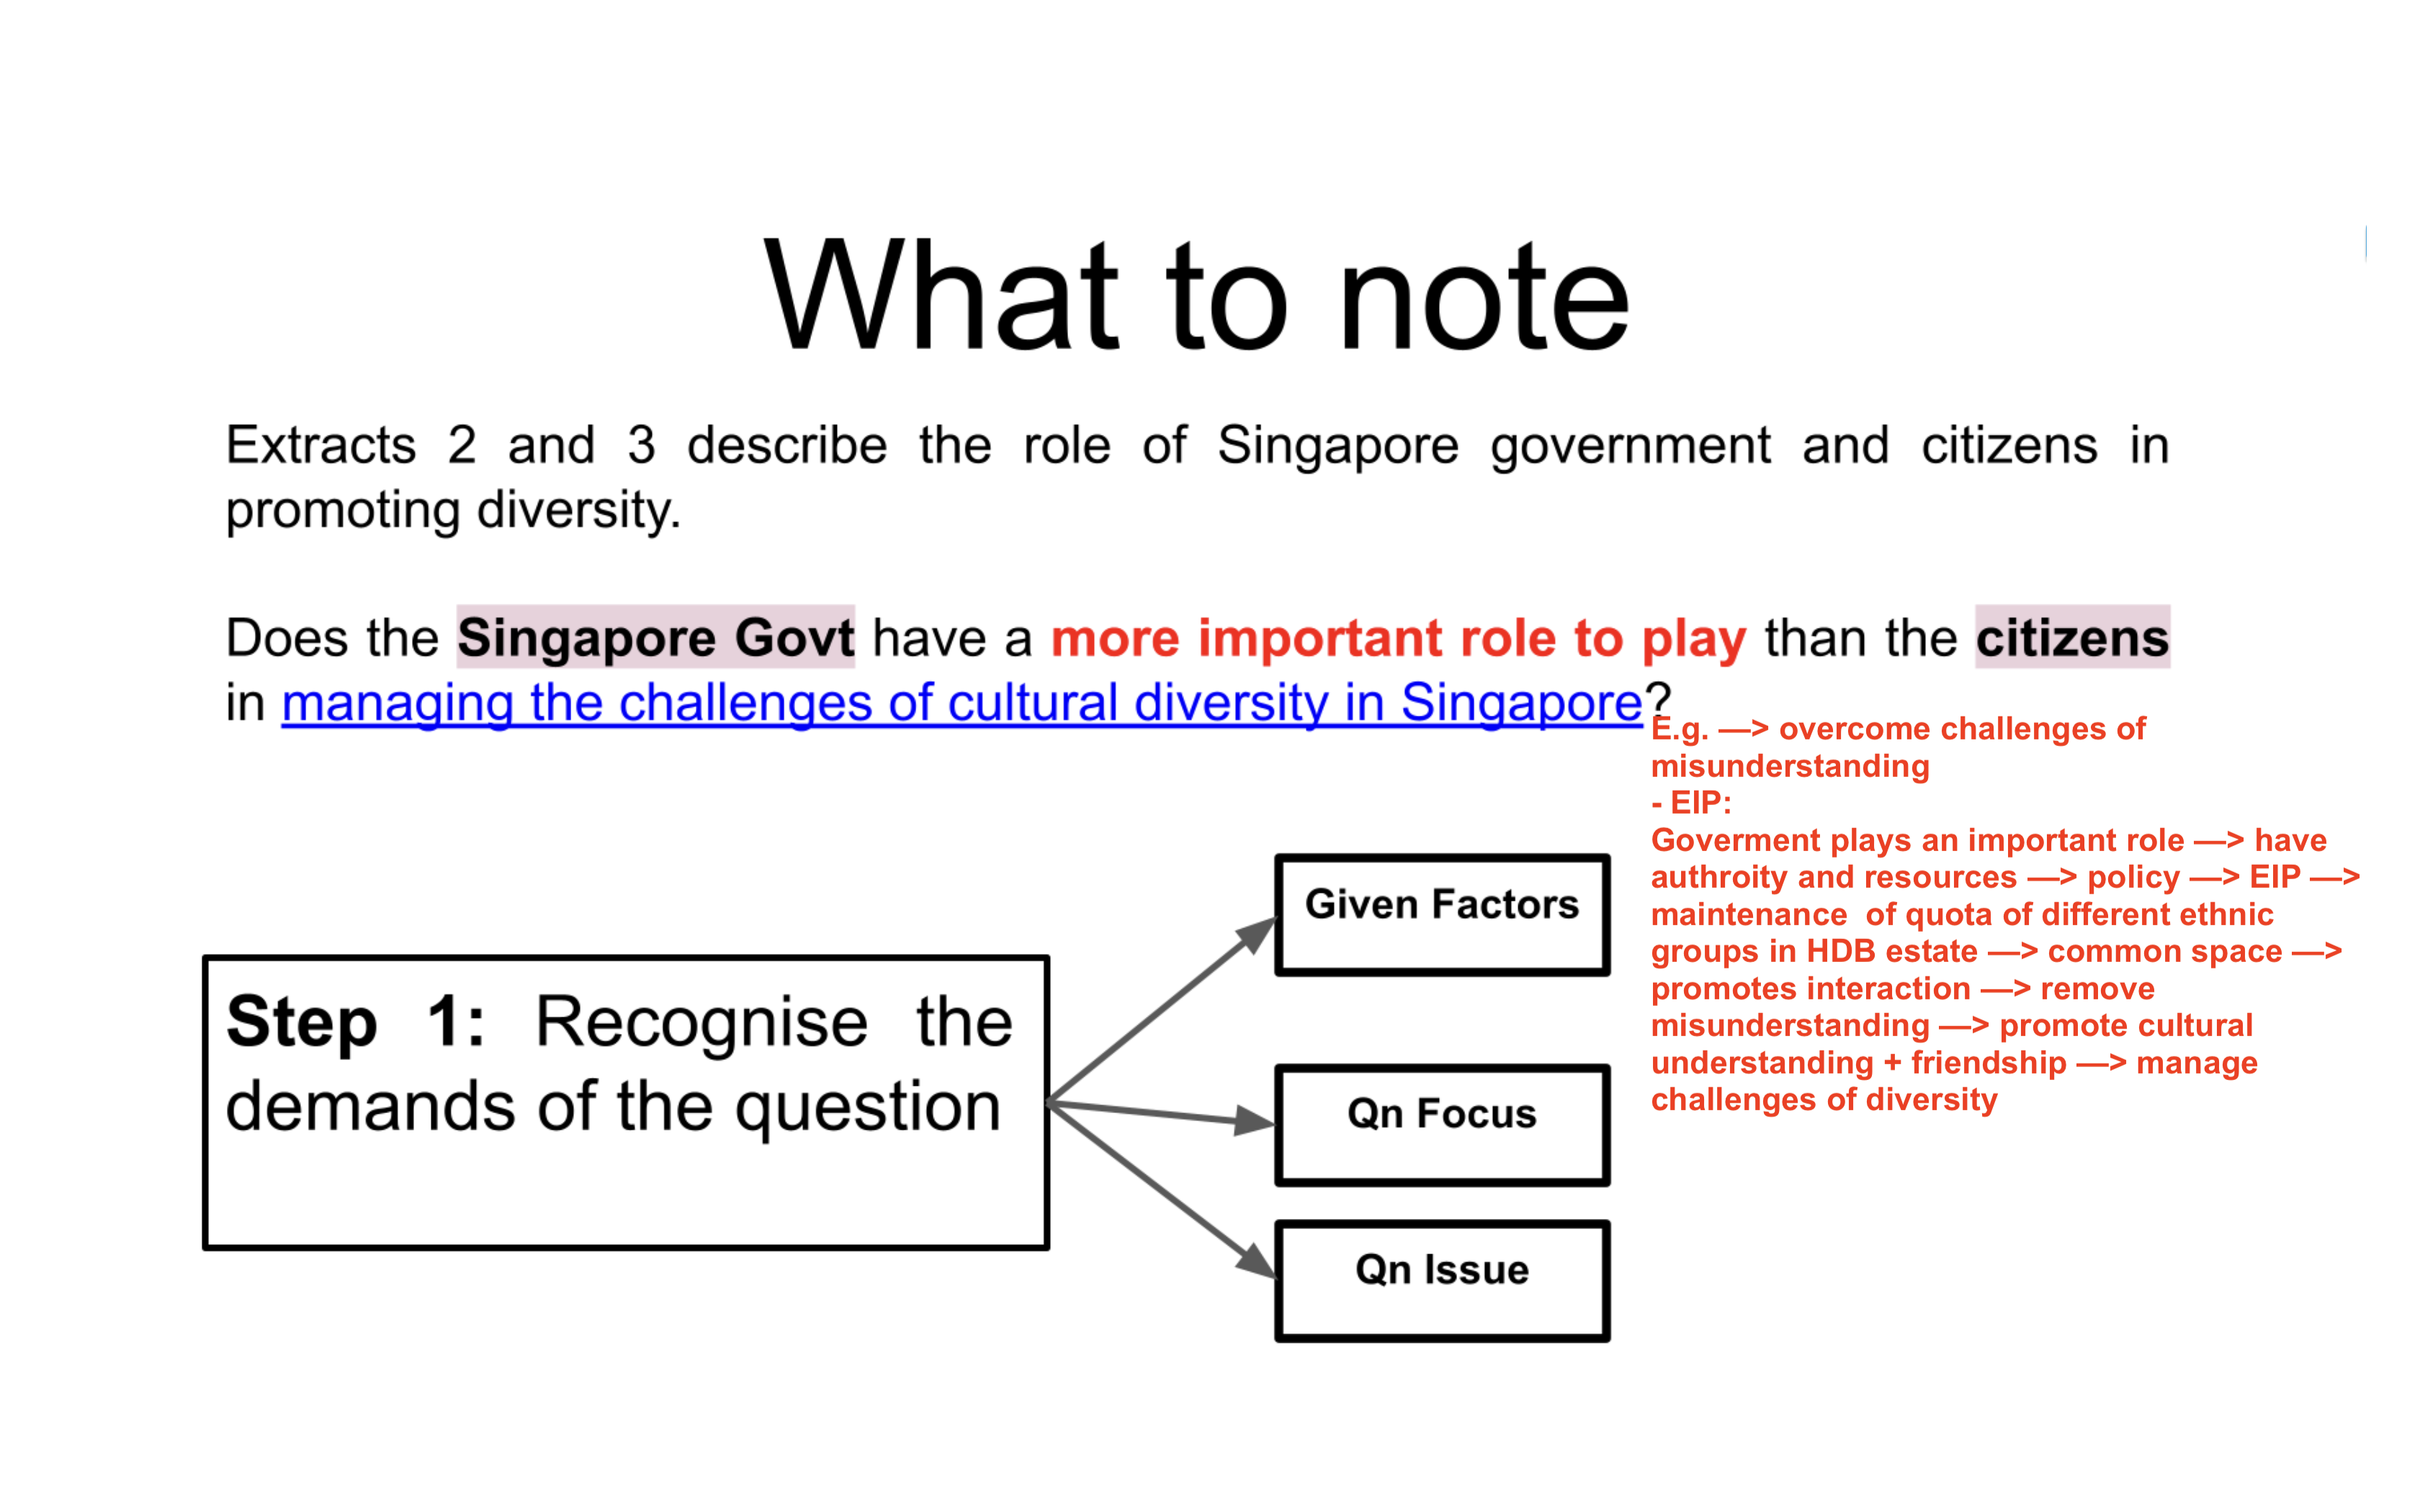 What to note
Extracts 2 and 3 describe the role of Singapore government and citizens in
promoting diversity.
Does the Singapore Govt have a more important role to play than the citizens
in managing the challenges of cultural diversity in Singapore?
E.g. —> overcome challenges of
misunderstanding
- EIP:
Goverment plays an important role —> have
authroity and resources —> policy —> EIP —>
maintenance of quota of different ethnic
groups in HDB estate —> common space —>
promotes interaction —> remove
misunderstanding —> promote cultural
understanding + friendship —> manage
challenges of diversity
Step 1: Recognise the
demands of the question
Given Factors
Qn Focus
Qn Issue